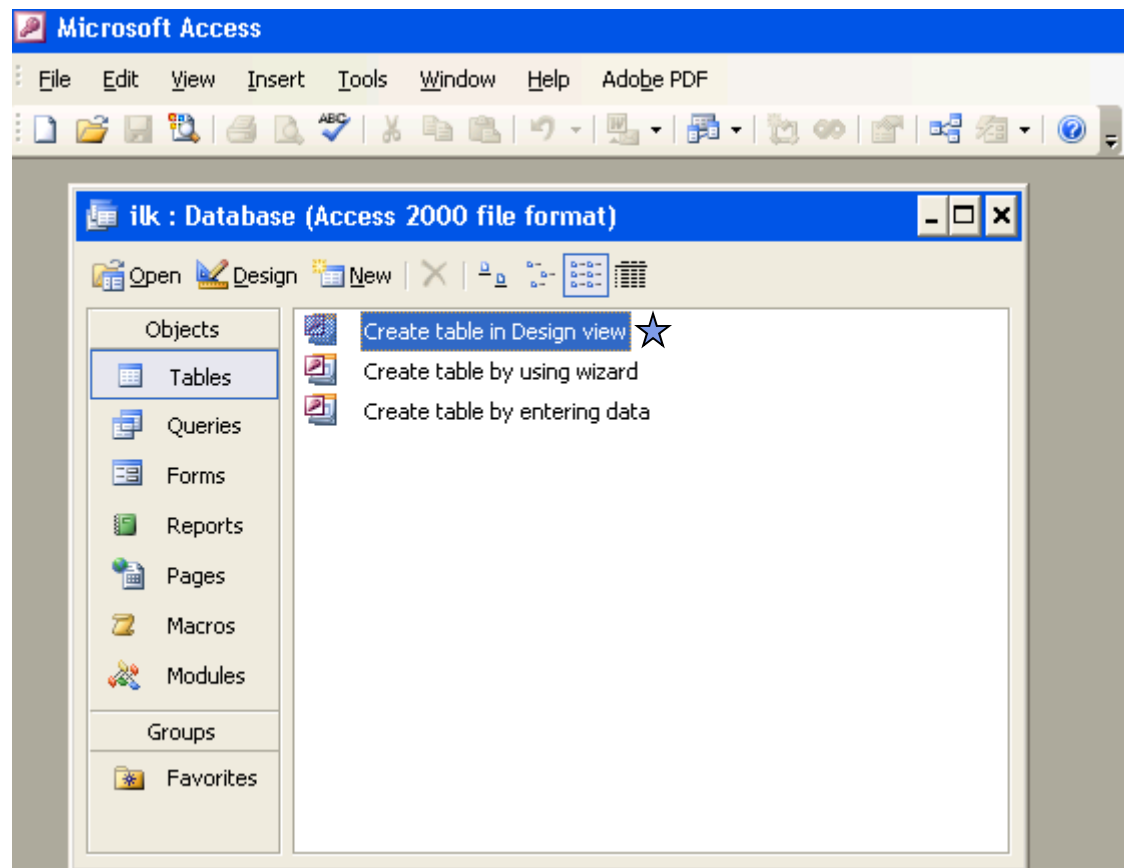 Microsoft Access
File Edit View Insert Tools Window Help Adobe PDF
ABC
ilk : Database (Access 2000 file format)
Open Design New
Objects
Create table in Design view
Tables
Create table by using wizard
Create table by entering data
Queries
Forms
Reports
Pages
Macros
Modules
Groups
Favorites